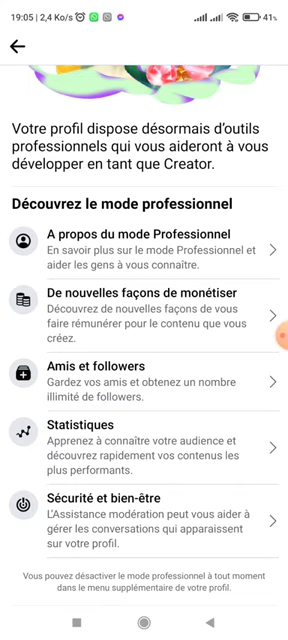 19:05 | 2,4 Ko/s
41%
Votre profil dispose désormais d'outils
professionnels qui vous aideront à vous
développer en tant que Creator.
Découvrez le mode professionnel
A propos du mode Professionnel
En savoir plus sur le mode Professionnel et
aider les gens à vous connaître.
De nouvelles façons de monétiser
Découvrez de nouvelles façons de vous
faire rémunérer pour le contenu que vous
créez.
Amis et followers
Gardez vos amis et obtenez un nombre
illimité de followers.
Statistiques
Apprenez à connaître votre audience et
découvrez rapidement vos contenus les
plus performants.
Sécurité et bien-être
L'Assistance modération peut vous aider à
gérer les conversations qui apparaissent
sur votre profil.
Vous pouvez désactiver le mode professionnel à tout moment
dans le menu supplémentaire de votre profil.